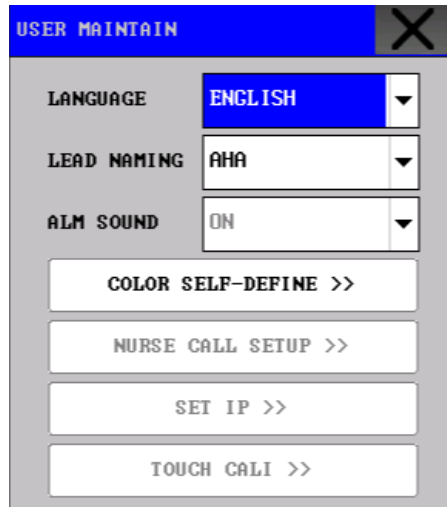 USER MAINTAIN
LANGUAGE ENGLISH
LEAD NAMING AHA
ALM SOUND ON
COLOR SELF-DEFINE >>
NURSE CALL SETUP >>
SET IP >>
TOUCH CALI >>